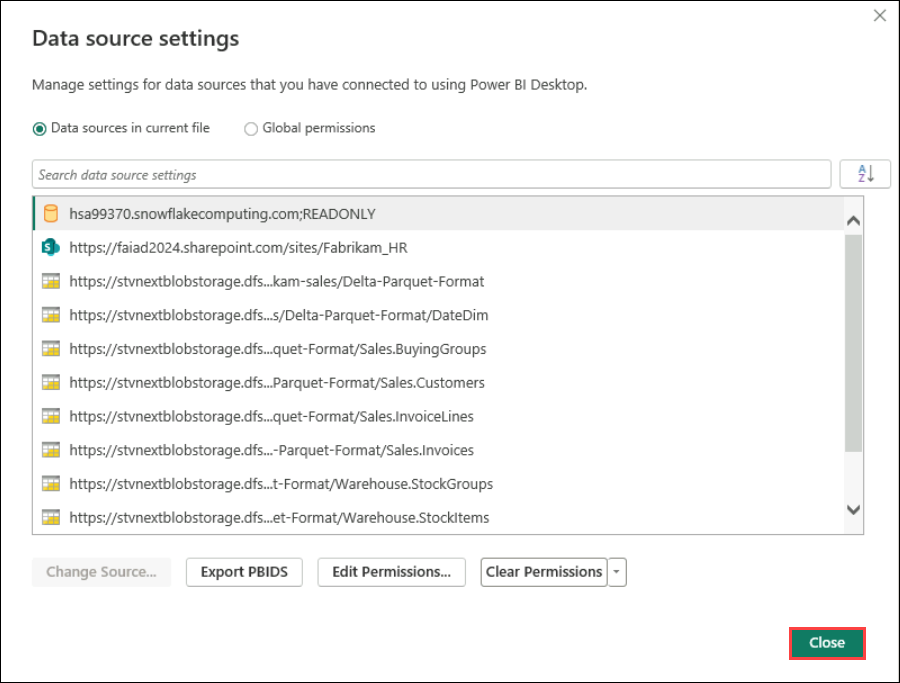 Data source settings
Manage settings for data sources that you have connected to using Power BI Desktop.
Data sources in current file Global permissions
Search data source settings AZ
hsa99370.snowflakecomputing.com;READONLY
S https://faiad2024.sharepoint.com/sites/Fabrikam_HR
https://stvnextblobstorage.dfs...kam-sales/Delta-Parquet-Format
https://stvnextblobstorage.dfs...s/Delta-Parquet-Format/DateDim
https://stvnextblobstorage.dfs...quet-Format/Sales.BuyingGroups
https://stvnextblobstorage.dfs...Parquet-Format/Sales.Customers
https://stvnextblobstorage.dfs...quet-Format/Sales.InvoiceLines
https://stvnextblobstorage.dfs...-Parquet-Format/Sales.Invoices
https://stvnextblobstorage.dfs...t-Format/Warehouse.StockGroups
https://stvnextblobstorage.dfs...et-Format/Warehouse.StockItems
Change Source... Export PBIDS Edit Permissions... Clear Permissions
Close